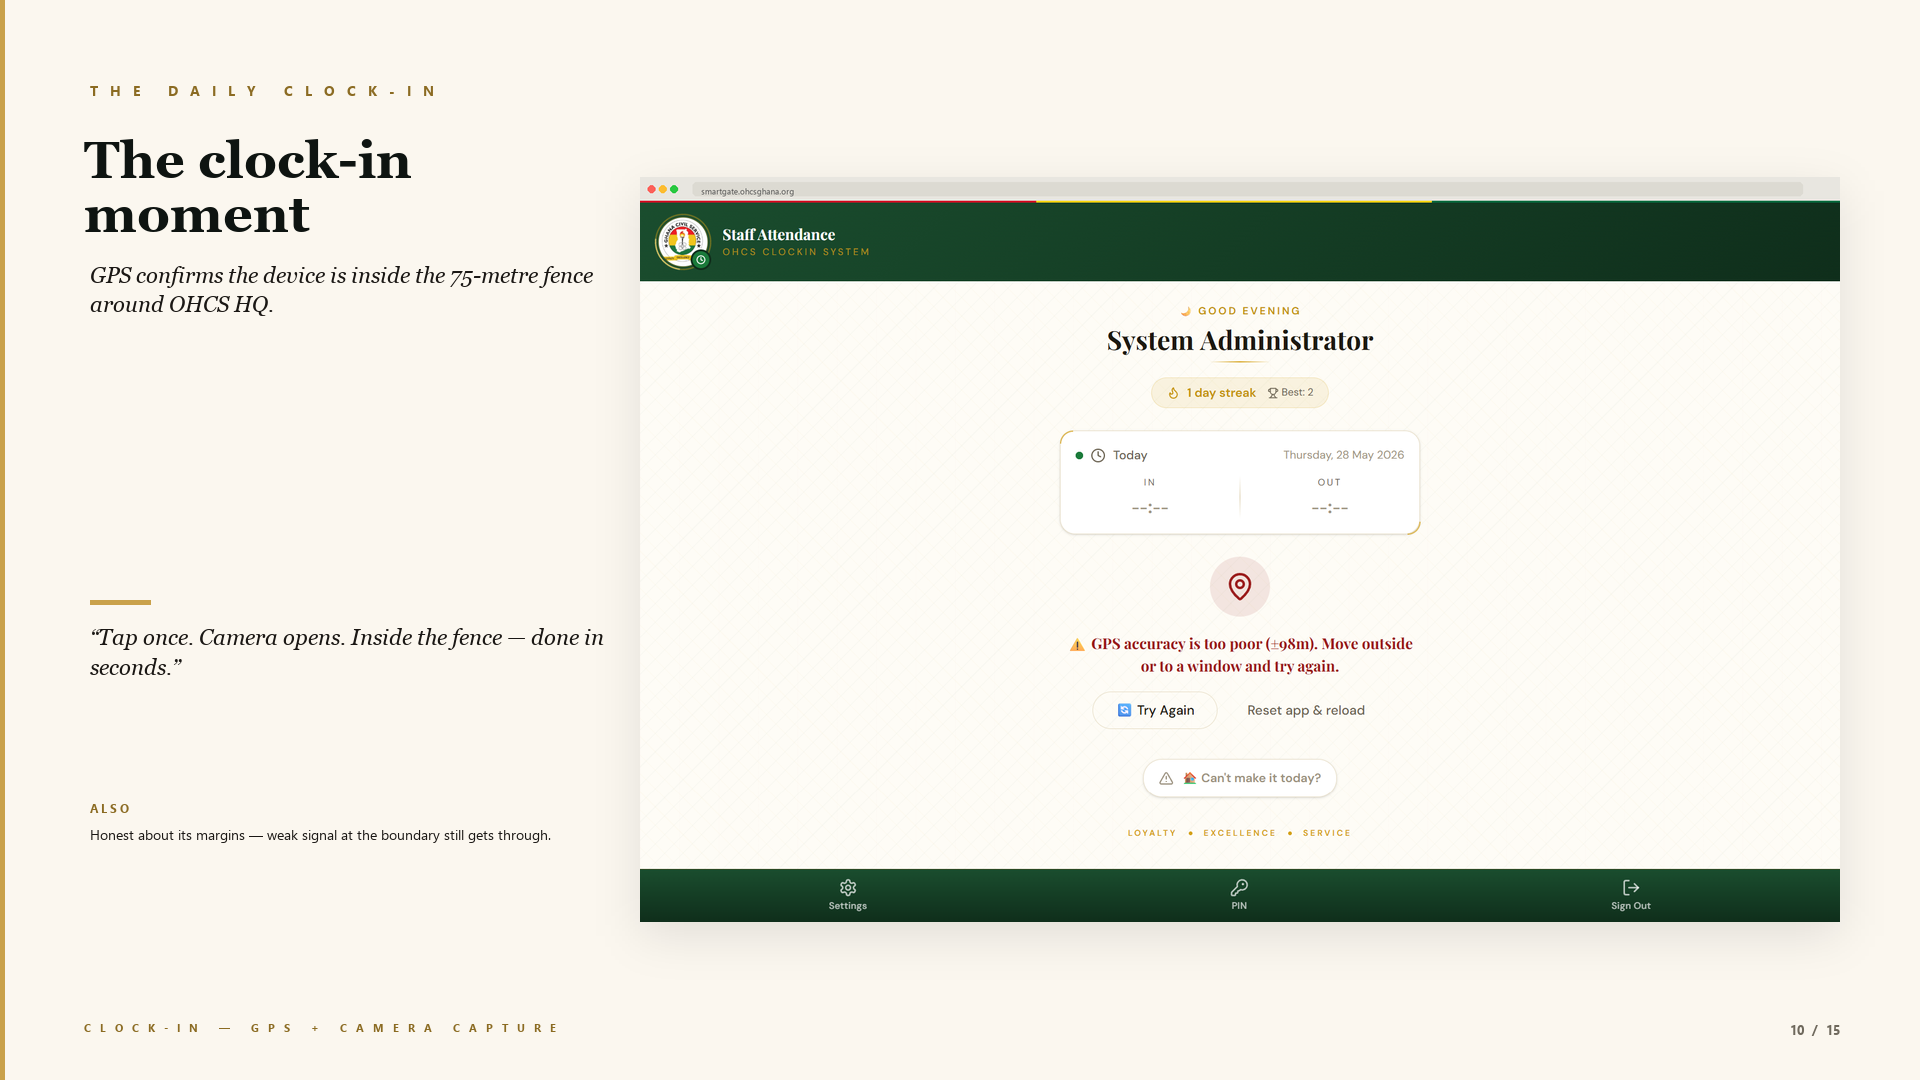 THE DAILY CLOCK-IN
The clock-in
moment
GPS confirms the device is inside the 75-metre fence
around OHCS HQ.
“Tap once. Camera opens. Inside the fence — done in
seconds.”
ALSO
Honest about its margins — weak signal at the boundary still gets through.
smartgate.ohcsghana.org
GHANA CIVIL SERVICE
Staff Attendance
OHCS CLOCKIN SYSTEM
GOOD EVENING
System Administrator
1 day streak Best: 2
Today Thursday, 28 May 2026
IN OUT
--:-- --:--
GPS accuracy is too poor (±98m). Move outside
or to a window and try again.
Try Again Reset app & reload
Can't make it today?
LOYALTY • EXCELLENCE • SERVICE
Settings PIN Sign Out
CLOCK-IN — GPS + CAMERA CAPTURE
10 / 15